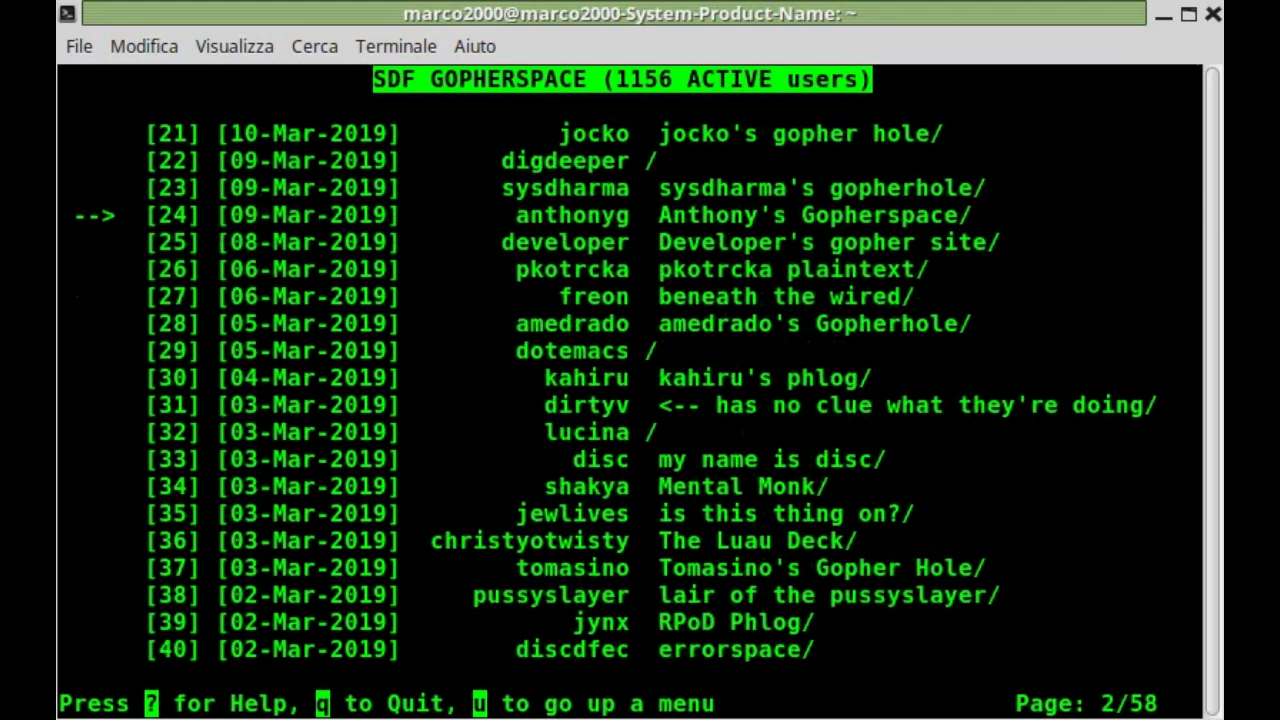 marco2000@marco2000-System-Product-Name: ~
File Modifica Visualizza Cerca Terminale Aiuto
SDF GOPHERSPACE (1156 ACTIVE users)
[21] [10-Mar-2019] jocko jocko's gopher hole/
[22] [09-Mar-2019] digdeeper /
[23] [09-Mar-2019] sysdharma sysdharma's gopherhole/
--> [24] [09-Mar-2019] anthonyg Anthony's Gopherspace/
[25] [08-Mar-2019] developer Developer's gopher site/
[26] [06-Mar-2019] pkotrcka pkotrcka plaintext/
[27] [06-Mar-2019] freon beneath the wired/
[28] [05-Mar-2019] amedrado amedrado's Gopherhole/
[29] [05-Mar-2019] dotemacs /
[30] [04-Mar-2019] kahiru kahiru's phlog/
[31] [03-Mar-2019] dirtyv <-- has no clue what they're doing/
[32] [03-Mar-2019] lucina /
[33] [03-Mar-2019] disc my name is disc/
[34] [03-Mar-2019] shakya Mental Monk/
[35] [03-Mar-2019] jewlives is this thing on?/
[36] [03-Mar-2019] christyotwisty The Luau Deck/
[37] [03-Mar-2019] tomasino Tomasino's Gopher Hole/
[38] [02-Mar-2019] pussyslayer lair of the pussyslayer/
[39] [02-Mar-2019] jynx RPoD Phlog/
[40] [02-Mar-2019] discdfec errorspace/
Press ? for Help, q to Quit, u to go up a menu Page: 2/58